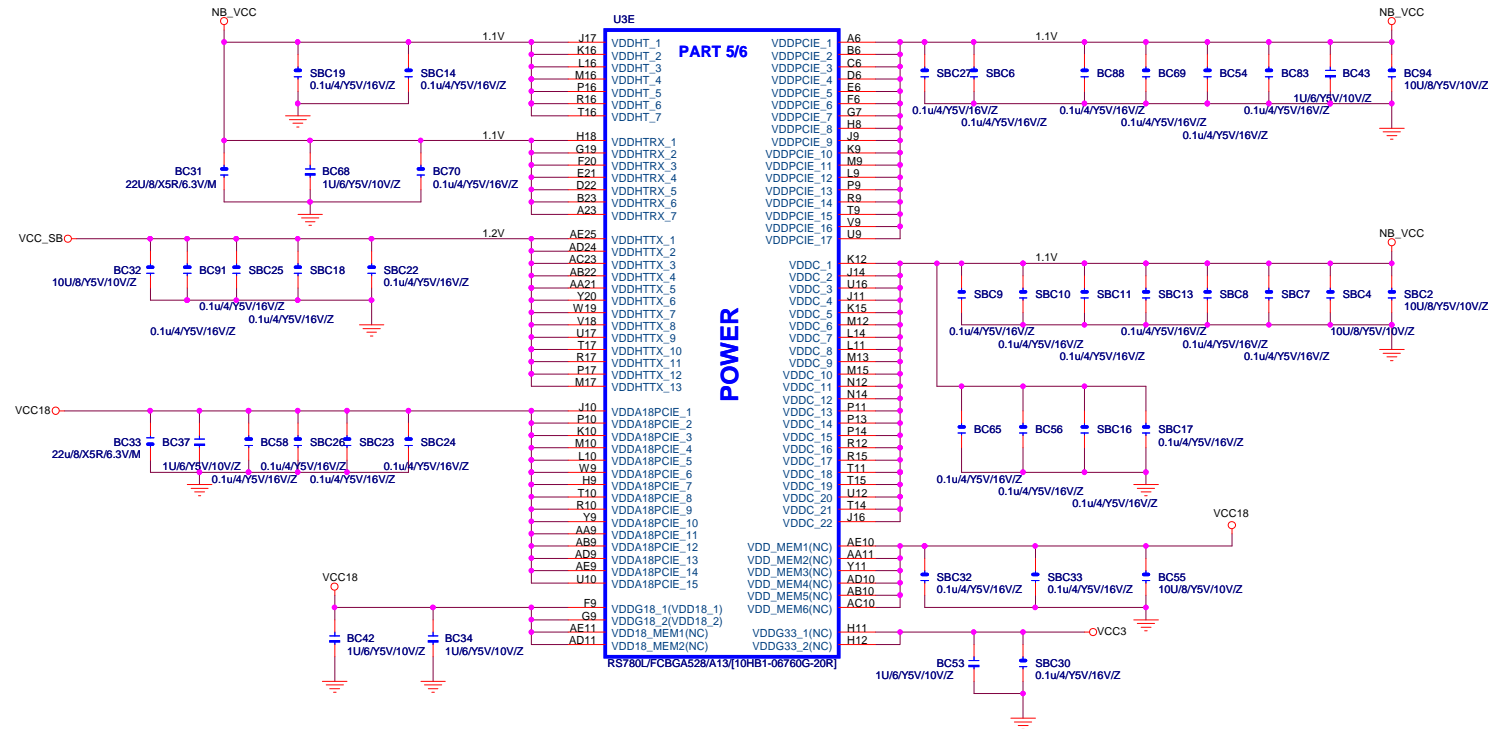 NB_VCC
1.1V
SBC19
0.1u/4/Y5V/16V/Z
SBC14
0.1u/4/Y5V/16V/Z
1.1V
BC31
22U/8/X5R/6.3V/M
BC68
1U/6/Y5V/10V/Z
BC70
0.1u/4/Y5V/16V/Z
VCC_SB
1.2V
BC32
10U/8/Y5V/10V/Z
BC91
SBC25
SBC18
SBC22
0.1u/4/Y5V/16V/Z
0.1u/4/Y5V/16V/Z
0.1u/4/Y5V/16V/Z
0.1u/4/Y5V/16V/Z
VCC18
BC33
22u/8/X5R/6.3V/M
BC37
1U/6/Y5V/10V/Z
BC58
SBC26
SBC23
SBC24
0.1u/4/Y5V/16V/Z
0.1u/4/Y5V/16V/Z
0.1u/4/Y5V/16V/Z
0.1u/4/Y5V/16V/Z
VCC18
BC42
1U/6/Y5V/10V/Z
BC34
1U/6/Y5V/10V/Z
U3E
PART 5/6
POWER
J17 VDDHT_1
K16 VDDHT_2
L16 VDDHT_3
M16 VDDHT_4
P16 VDDHT_5
R16 VDDHT_6
T16 VDDHT_7
H18 VDDHTRX_1
G19 VDDHTRX_2
F20 VDDHTRX_3
E21 VDDHTRX_4
D22 VDDHTRX_5
B23 VDDHTRX_6
A23 VDDHTRX_7
AE25 VDDHTTX_1
AD24 VDDHTTX_2
AC23 VDDHTTX_3
AB22 VDDHTTX_4
AA21 VDDHTTX_5
Y20 VDDHTTX_6
W19 VDDHTTX_7
V18 VDDHTTX_8
U17 VDDHTTX_9
T17 VDDHTTX_10
R17 VDDHTTX_11
P17 VDDHTTX_12
M17 VDDHTTX_13
J10 VDDA18PCIE_1
P10 VDDA18PCIE_2
K10 VDDA18PCIE_3
M10 VDDA18PCIE_4
L10 VDDA18PCIE_5
W9 VDDA18PCIE_6
H9 VDDA18PCIE_7
T10 VDDA18PCIE_8
R10 VDDA18PCIE_9
Y9 VDDA18PCIE_10
AA9 VDDA18PCIE_11
AB9 VDDA18PCIE_12
AD9 VDDA18PCIE_13
AE9 VDDA18PCIE_14
U10 VDDA18PCIE_15
F9 VDDG18_1(VDD18_1)
G9 VDDG18_2(VDD18_2)
AE11 VDD18_MEM1(NC)
AD11 VDD18_MEM2(NC)
VDDPCIE_1 A6
VDDPCIE_2 B6
VDDPCIE_3 C6
VDDPCIE_4 D6
VDDPCIE_5 E6
VDDPCIE_6 F6
VDDPCIE_7 G7
VDDPCIE_8 H8
VDDPCIE_9 J9
VDDPCIE_10 K9
VDDPCIE_11 M9
VDDPCIE_12 L9
VDDPCIE_13 P9
VDDPCIE_14 R9
VDDPCIE_15 T9
VDDPCIE_16 V9
VDDPCIE_17 U9
VDDC_1 K12
VDDC_2 J14
VDDC_3 U16
VDDC_4 J11
VDDC_5 K15
VDDC_6 M12
VDDC_7 L14
VDDC_8 L11
VDDC_9 M13
VDDC_10 M15
VDDC_11 N12
VDDC_12 N14
VDDC_13 P11
VDDC_14 P13
VDDC_15 P14
VDDC_16 R12
VDDC_17 R15
VDDC_18 T11
VDDC_19 T15
VDDC_20 U12
VDDC_21 T14
VDDC_22 J16
VDD_MEM1(NC) AE10
VDD_MEM2(NC) AA11
VDD_MEM3(NC) Y11
VDD_MEM4(NC) AD10
VDD_MEM5(NC) AB10
VDD_MEM6(NC) AC10
VDDG33_1(NC) H11
VDDG33_2(NC) H12
RS780L/FCBGA528/A13/[10HB1-06760G-20R]
NB_VCC
1.1V
SBC27
SBC6
BC88
BC69
BC54
BC83
BC43
1U/6/Y5V/10V/Z
BC94
10U/8/Y5V/10V/Z
0.1u/4/Y5V/16V/Z
0.1u/4/Y5V/16V/Z
0.1u/4/Y5V/16V/Z
0.1u/4/Y5V/16V/Z
0.1u/4/Y5V/16V/Z
0.1u/4/Y5V/16V/Z
NB_VCC
1.1V
SBC9
SBC10
SBC11
SBC13
SBC8
SBC7
SBC4
SBC2
10U/8/Y5V/10V/Z
0.1u/4/Y5V/16V/Z
0.1u/4/Y5V/16V/Z
0.1u/4/Y5V/16V/Z
0.1u/4/Y5V/16V/Z
0.1u/4/Y5V/16V/Z
0.1u/4/Y5V/16V/Z
10U/8/Y5V/10V/Z
BC65
BC56
SBC16
SBC17
0.1u/4/Y5V/16V/Z
0.1u/4/Y5V/16V/Z
0.1u/4/Y5V/16V/Z
0.1u/4/Y5V/16V/Z
VCC18
SBC32
0.1u/4/Y5V/16V/Z
SBC33
0.1u/4/Y5V/16V/Z
BC55
10U/8/Y5V/10V/Z
VCC3
BC53
1U/6/Y5V/10V/Z
SBC30
0.1u/4/Y5V/16V/Z